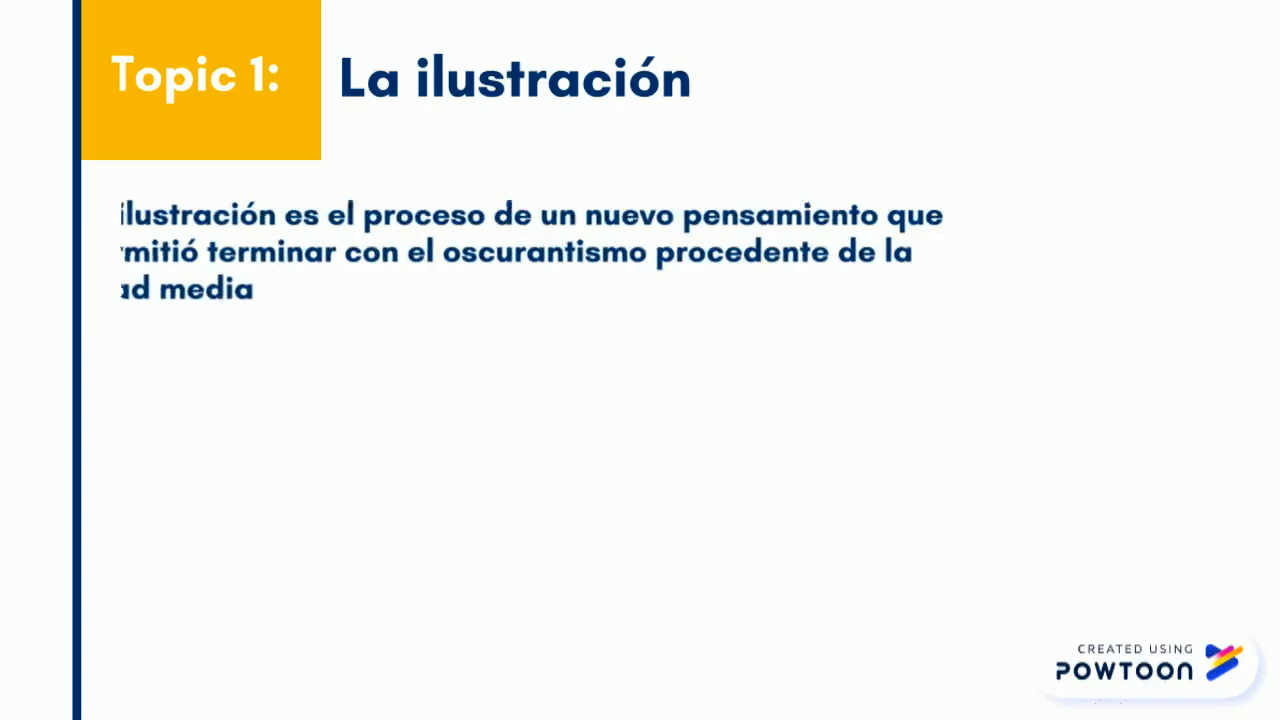 Topic 1:
La ilustración
ilustración es el proceso de un nuevo pensamiento que
mitió terminar con el oscurantismo procedente de la
ad media
CREATED USING
POWTOON